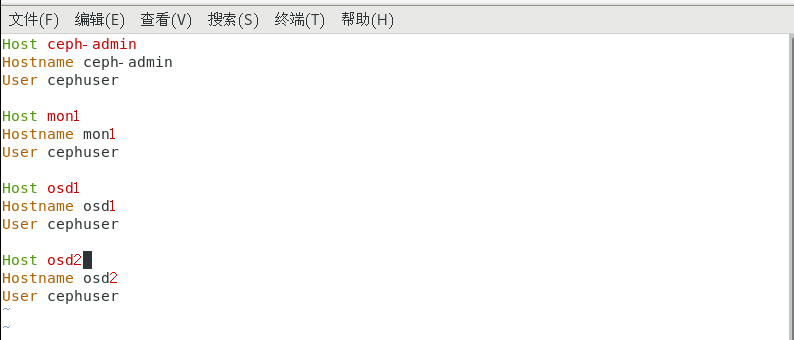 文件(F) 编辑(E) 查看(V) 搜索(S) 终端(T) 帮助(H)
Host ceph-admin
Hostname ceph-admin
User cephuser
Host mon1
Hostname mon1
User cephuser
Host osd1
Hostname osd1
User cephuser
Host osd2
Hostname osd2
User cephuser
~
~